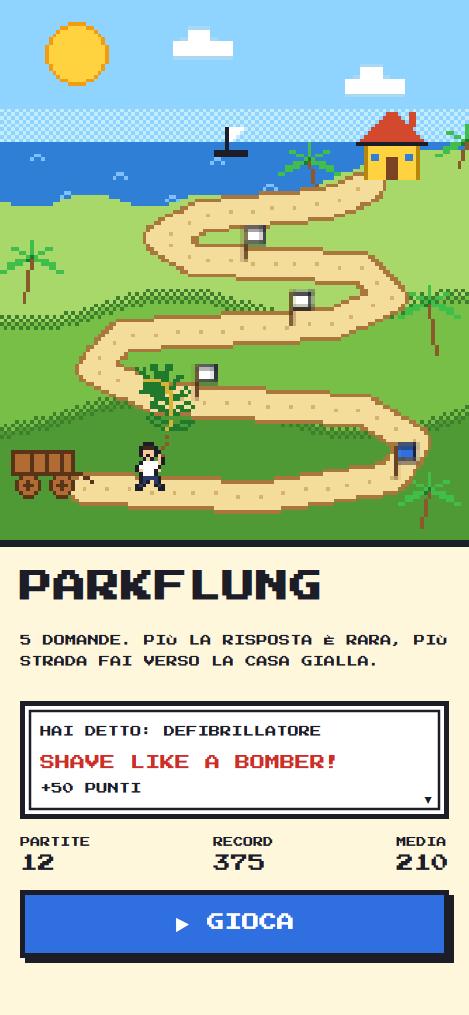 PARKFLUNG
5 DOMANDE. PIù LA RISPOSTA è RARA, PIù
STRADA FAI VERSO LA CASA GIALLA.
HAI DETTO: DEFIBRILLATORE
SHAVE LIKE A BOMBER!
+50 PUNTI
PARTITE RECORD MEDIA
12 375 210
▶ GIOCA